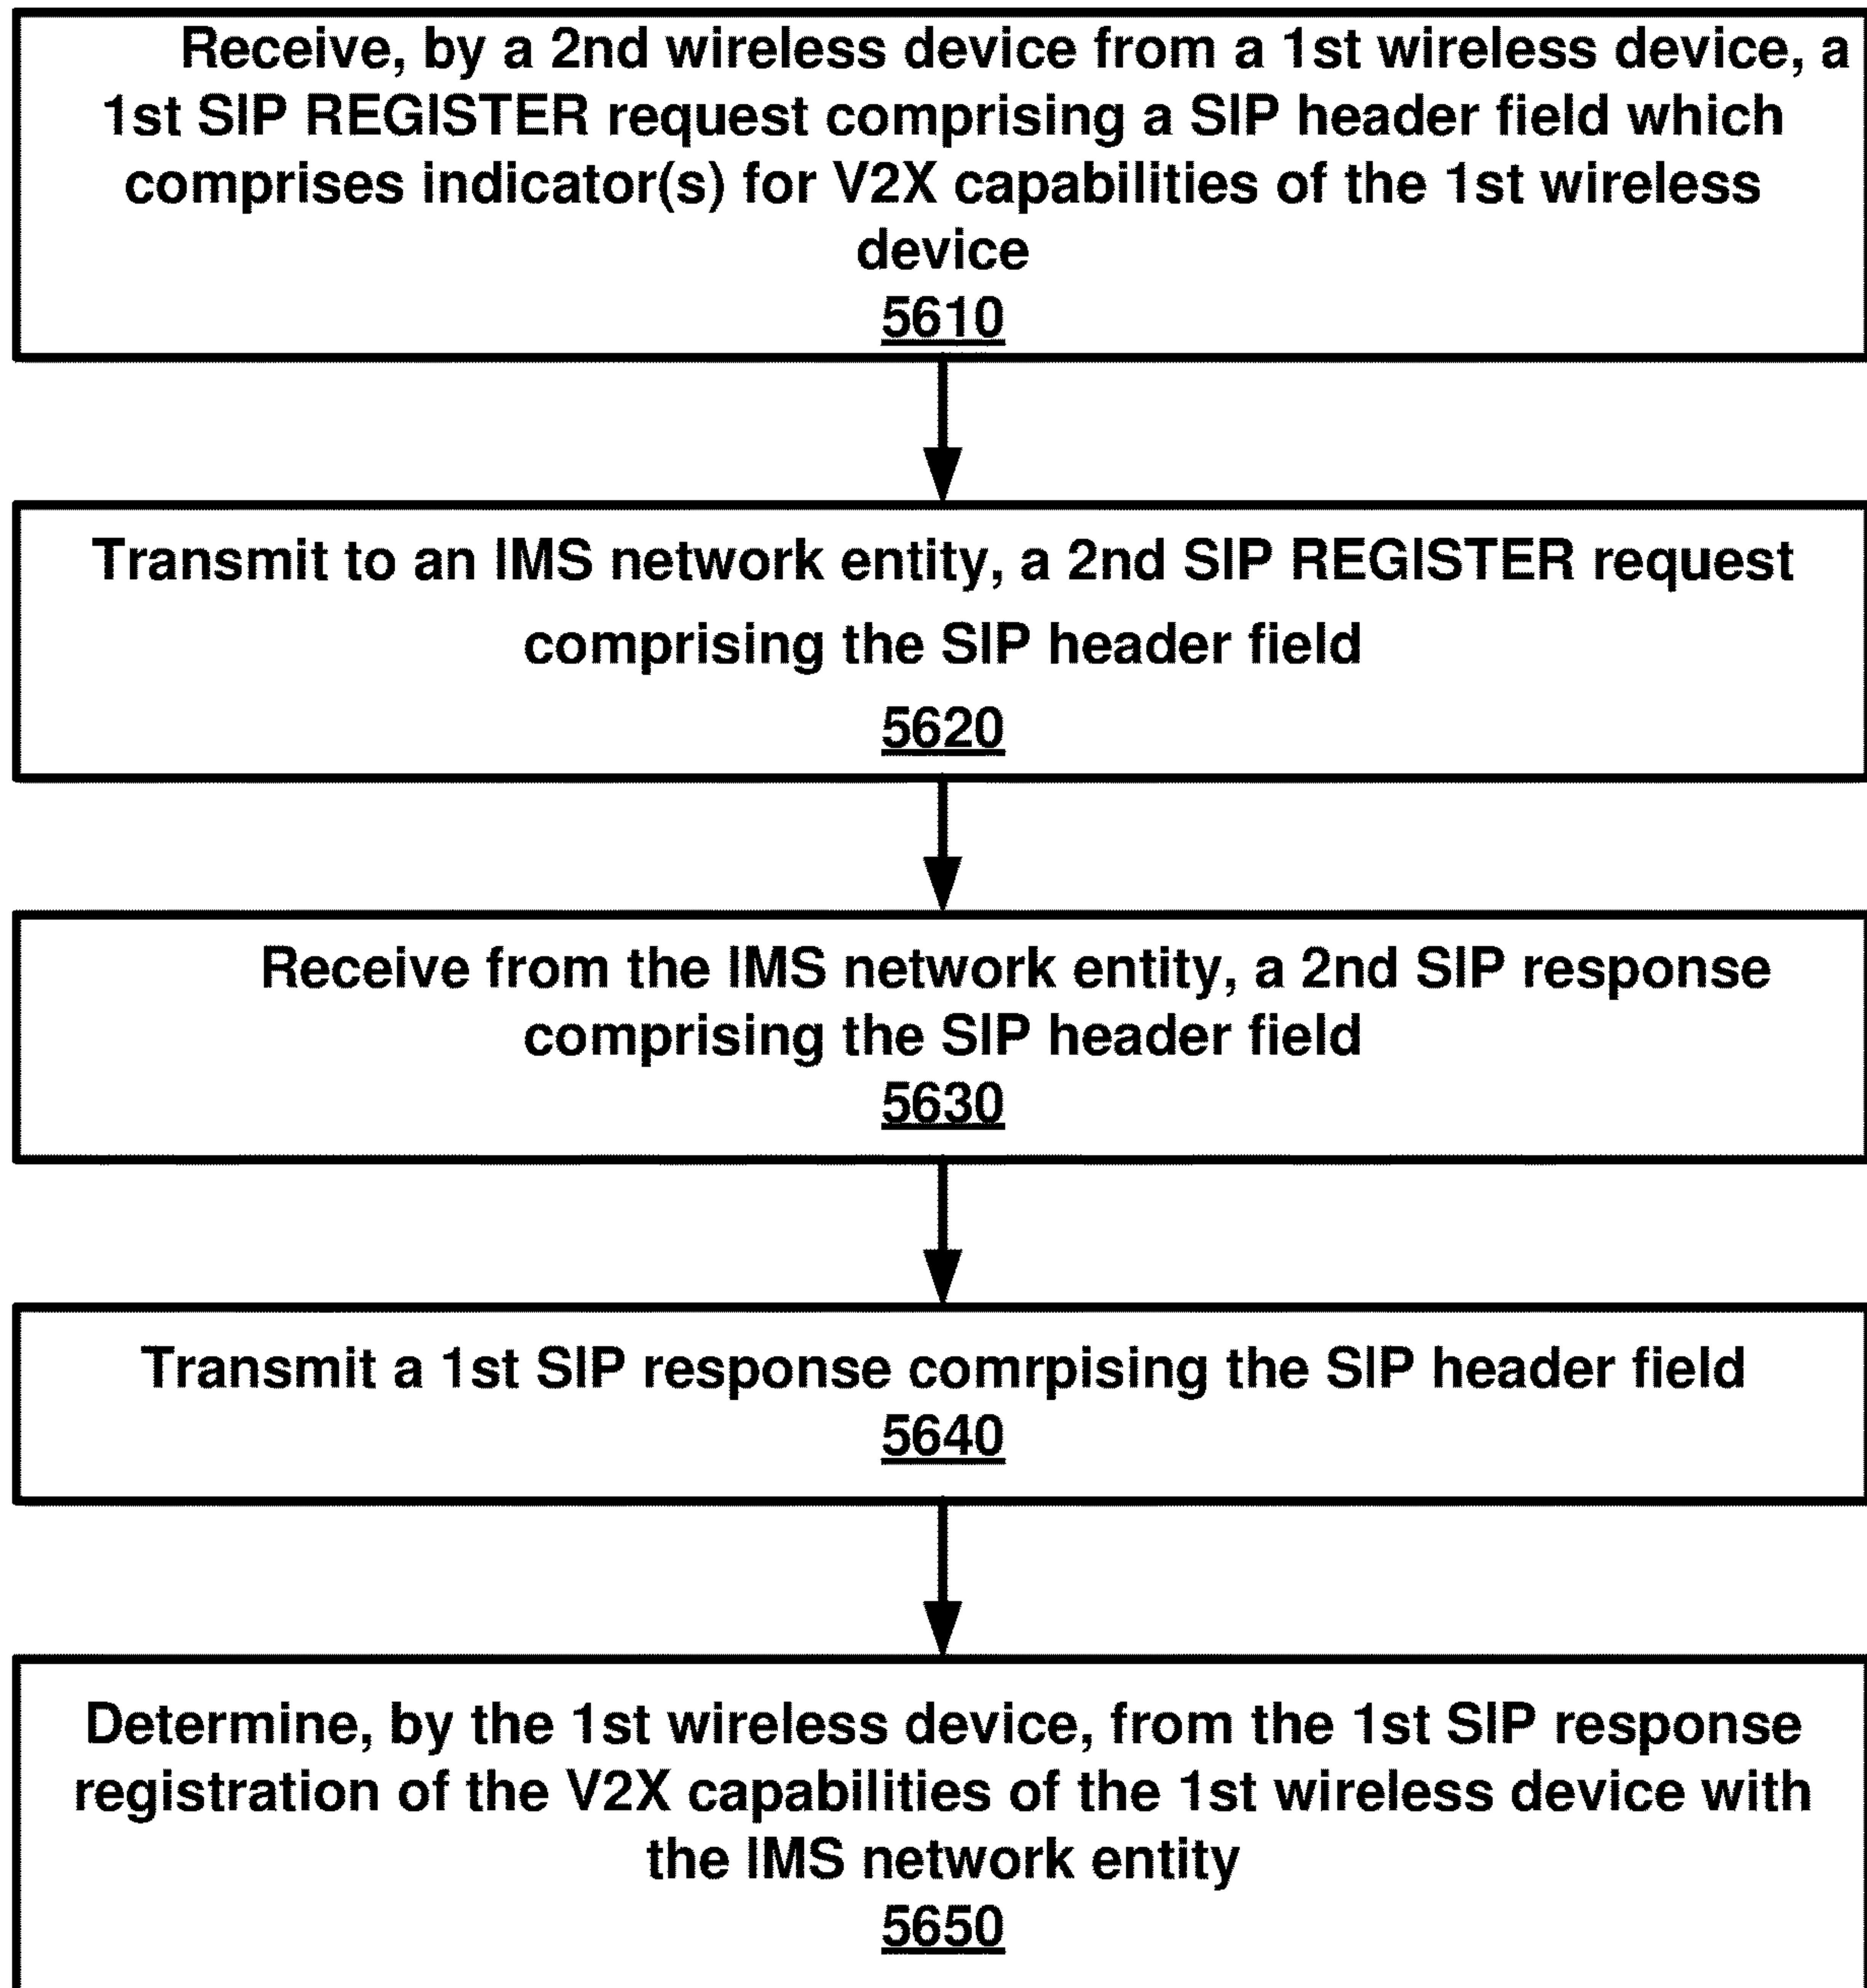 Receive, by a 2nd wireless device from a 1st wireless device, a
1st SIP REGISTER request comprising a SIP header field which
comprises indicator(s) for V2X capabilities of the 1st wireless
device
5610
Transmit to an IMS network entity, a 2nd SIP REGISTER request
comprising the SIP header field
5620
Receive from the IMS network entity, a 2nd SIP response
comprising the SIP header field
5630
Transmit a 1st SIP response comrpising the SIP header field
5640
Determine, by the 1st wireless device, from the 1st SIP response
registration of the V2X capabilities of the 1st wireless device with
the IMS network entity
5650